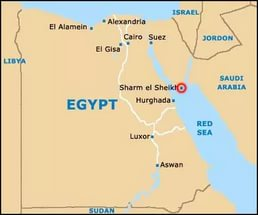 ISRAEL
El Alamein
Alexandria
JORDON
Cairo
Suez
El Gisa
LIBYA
SAUDI
ARABIA
Sharm el Sheikh
Hurghada
EGYPT
RED
SEA
Luxor
Aswan
SUDAN